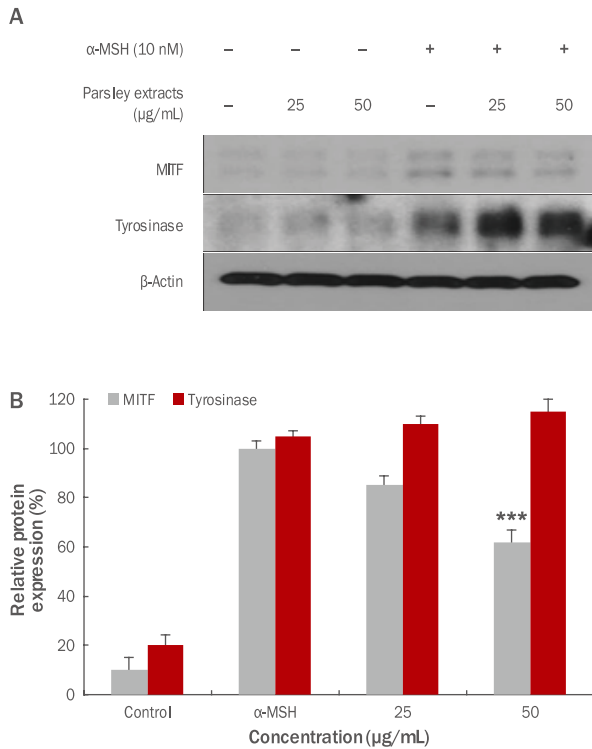 A
α-MSH (10 nM) – – – + + +
Parsley extracts
(µg/mL) – 25 50 – 25 50
MITF
Tyrosinase
β-Actin
B
MITF Tyrosinase
120
100
80
60
40
20
0
***
Relative protein
expression (%)
Control α-MSH 25 50
Concentration (µg/mL)